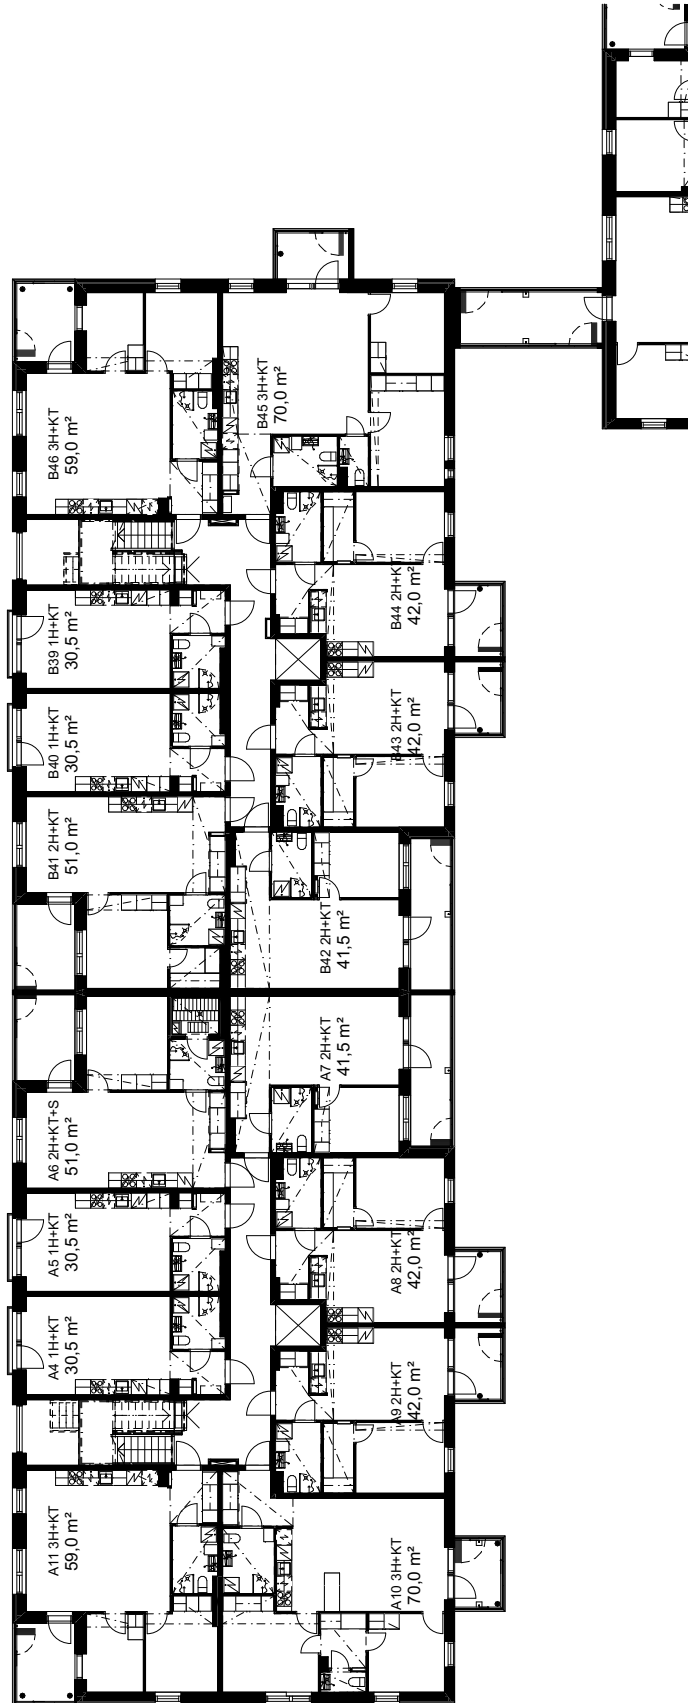 B46 3H+KT
59,0 m²
B45 3H+KT
70,0 m²
B39 1H+KT
30,5 m²
B44 2H+KT
42,0 m²
B40 1H+KT
30,5 m²
B43 2H+KT
42,0 m²
B41 2H+KT
51,0 m²
B42 2H+KT
41,5 m²
A7 2H+KT
41,5 m²
A6 2H+KT+S
51,0 m²
A5 1H+KT
30,5 m²
A8 2H+KT
42,0 m²
A4 1H+KT
30,5 m²
A9 2H+KT
42,0 m²
A11 3H+KT
59,0 m²
A10 3H+KT
70,0 m²